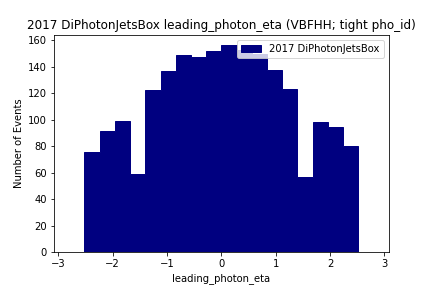 2017 DiPhotonJetsBox leading_photon_eta (VBFHH; tight pho_id)
2017 DiPhotonJetsBox
160
140
120
100
80
60
40
20
0
Number of Events
−3 −2 −1 0 1 2 3
leading_photon_eta